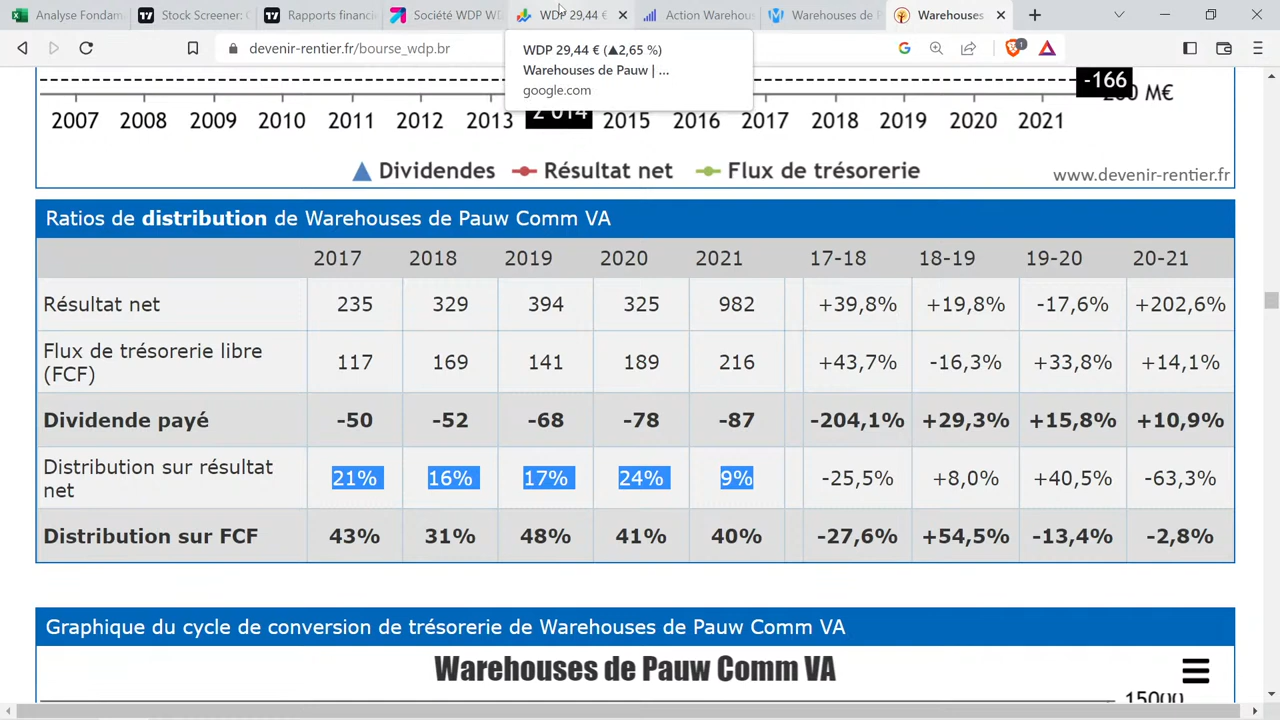 Analyse Fondam
Stock Screener: C
Rapports financi
Société WDP WD
WDP 29,44 €
Action Warehous
Warehouses de P
Warehouses
devenir-rentier.fr/bourse_wdp.br
1
WDP 29,44 € (▲2,65 %)
Warehouses de Pauw | ...
google.com
-166
M€
2007 2008 2009 2010 2011 2012 2013 2 014 2015 2016 2017 2018 2019 2020 2021
Dividendes Résultat net Flux de trésorerie
www.devenir-rentier.fr
Ratios de distribution de Warehouses de Pauw Comm VA
2017 2018 2019 2020 2021 17-18 18-19 19-20 20-21
Résultat net 235 329 394 325 982 +39,8% +19,8% -17,6% +202,6%
Flux de trésorerie libre
(FCF) 117 169 141 189 216 +43,7% -16,3% +33,8% +14,1%
Dividende payé -50 -52 -68 -78 -87 -204,1% +29,3% +15,8% +10,9%
Distribution sur résultat
net 21% 16% 17% 24% 9% -25,5% +8,0% +40,5% -63,3%
Distribution sur FCF 43% 31% 48% 41% 40% -27,6% +54,5% -13,4% -2,8%
Graphique du cycle de conversion de trésorerie de Warehouses de Pauw Comm VA
Warehouses de Pauw Comm VA
15000